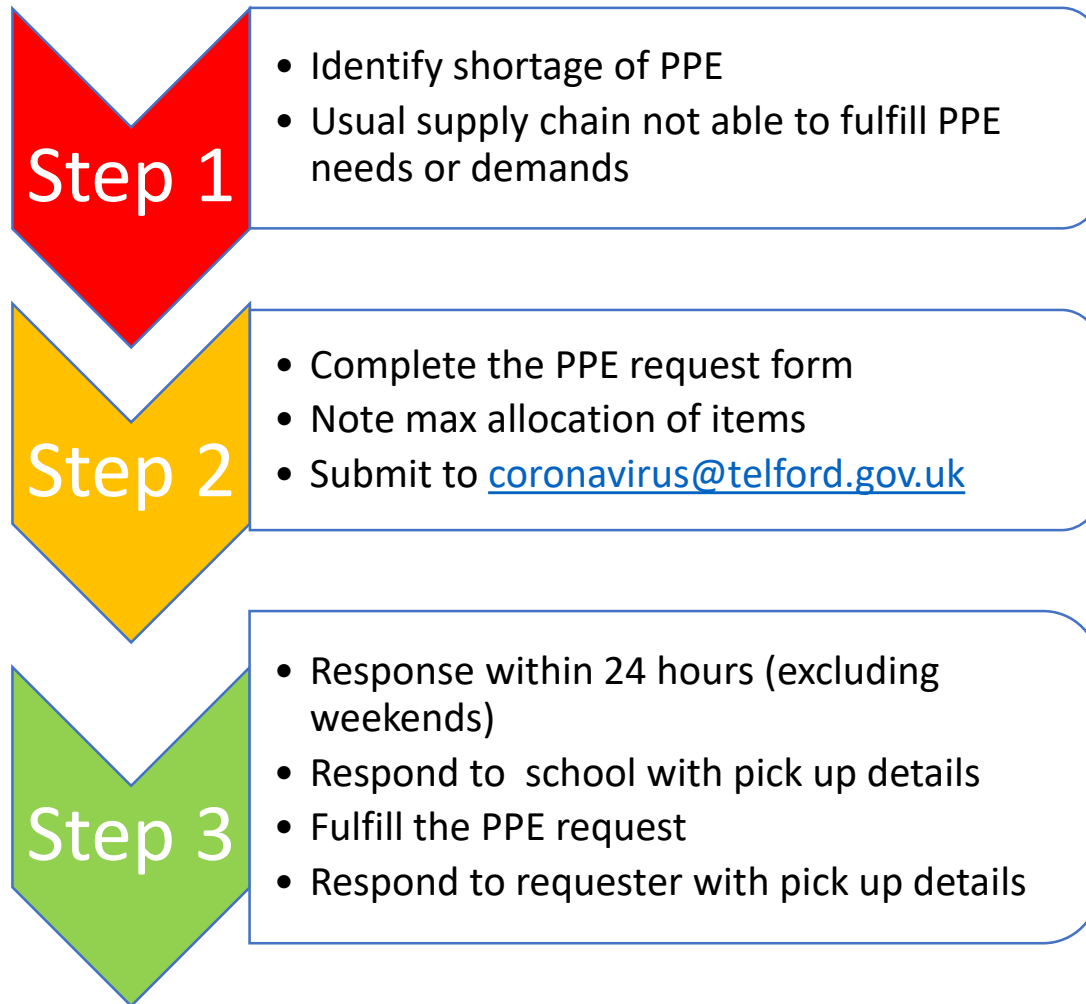 Step 1
• Identify shortage of PPE
• Usual supply chain not able to fulfill PPE
needs or demands
Step 2
• Complete the PPE request form
• Note max allocation of items
• Submit to coronavirus@telford.gov.uk
Step 3
• Response within 24 hours (excluding
weekends)
• Respond to  school with pick up details
• Fulfill the PPE request
• Respond to requester with pick up details